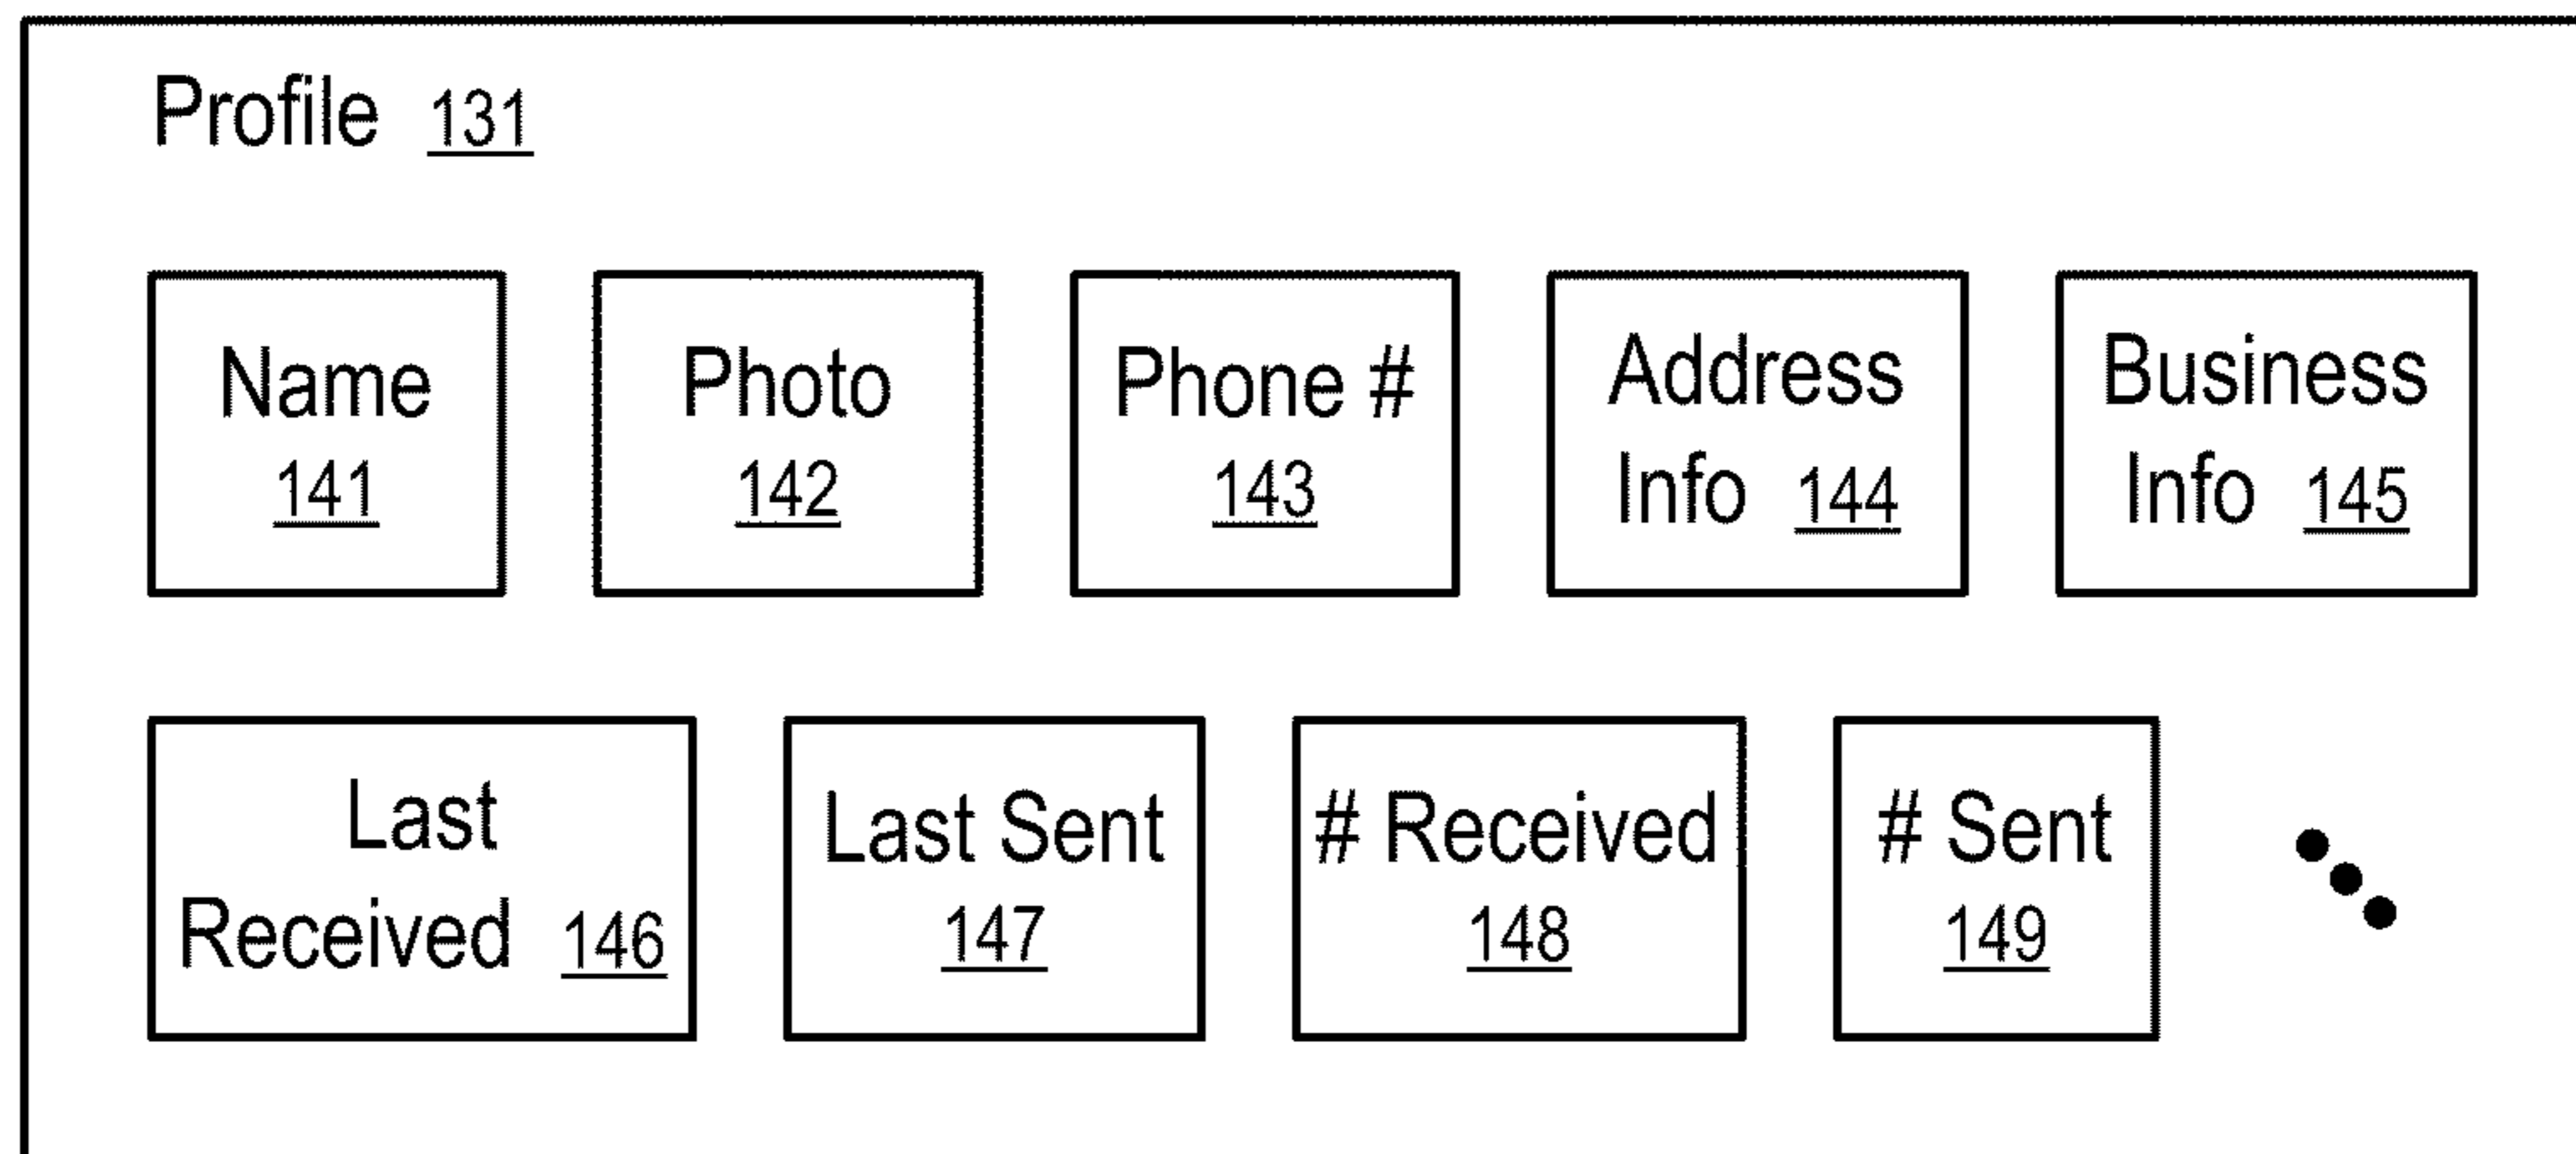 Profile 131
Name
141
Photo
142
Phone #
143
Address
Info 144
Business
Info 145
Last
Received 146
Last Sent
147
# Received
148
# Sent
149